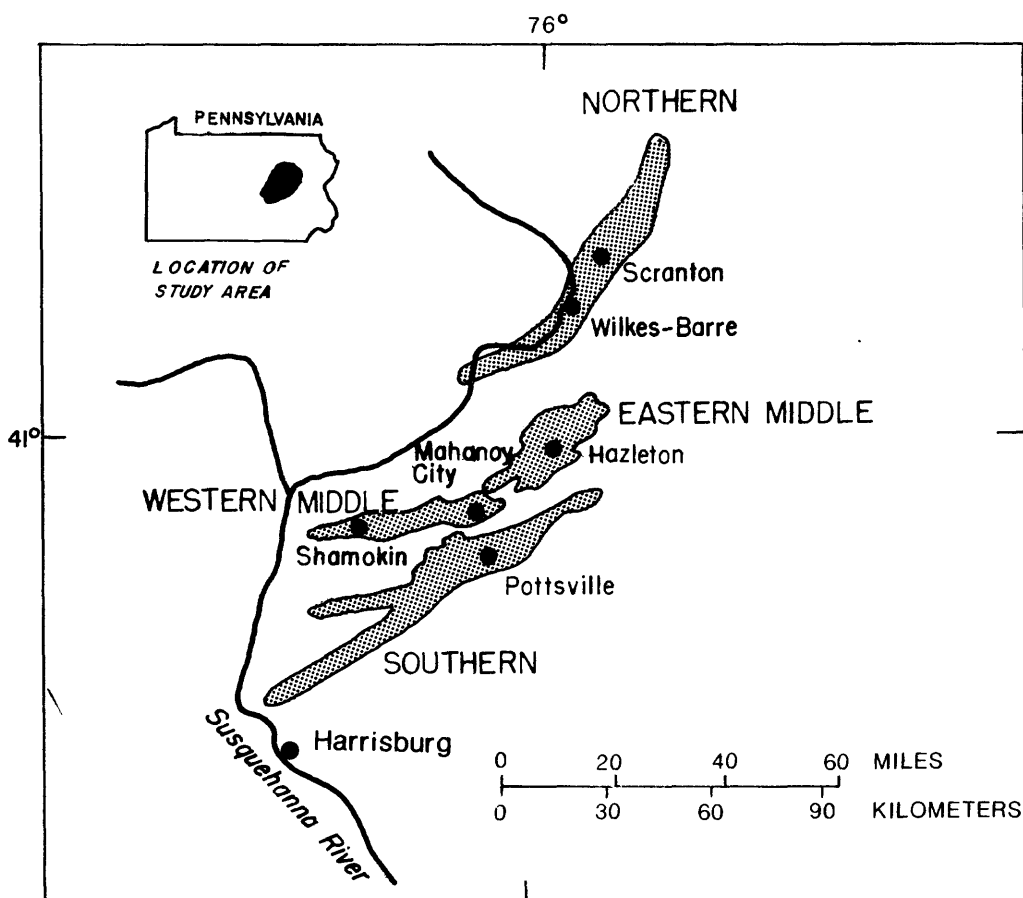 76°
NORTHERN
PENNSYLVANIA
LOCATION OF
STUDY AREA
Scranton
Wilkes-Barre
41°
EASTERN MIDDLE
Mahanoy
City
Hazleton
WESTERN MIDDLE
Shamokin
Pottsville
SOUTHERN
Susquehanna River
Harrisburg
0 20 40 60 MILES
0 30 60 90 KILOMETERS